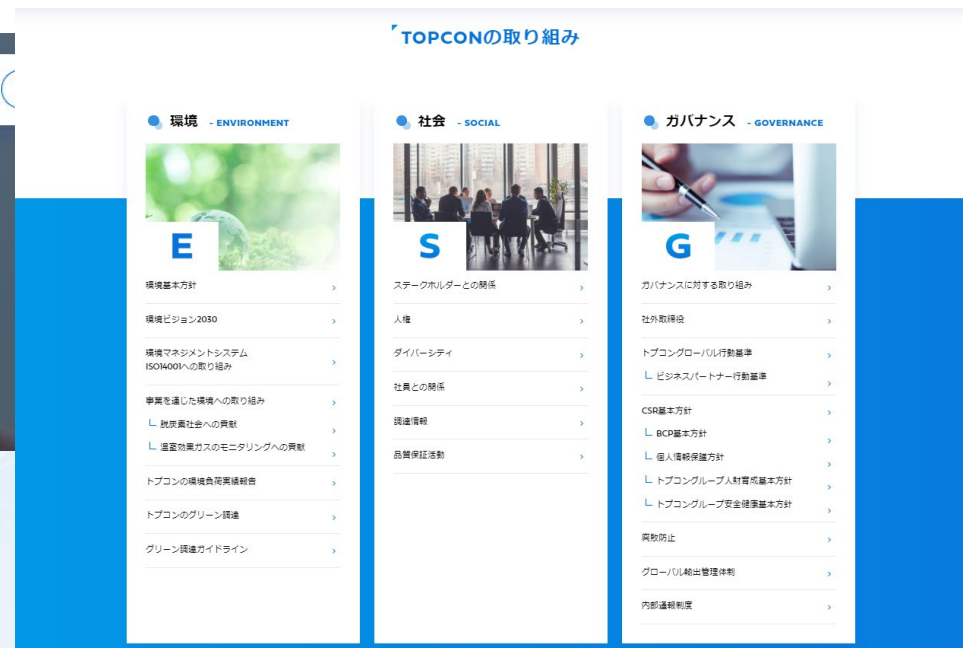 TOPCONの取り組み
環境 - ENVIRONMENT
E
環境基本方針
環境ビジョン2030
環境マネジメントシステム
ISO14001への取り組み
事業を通じた環境への取り組み
脱炭素社会への貢献
温室効果ガスのモニタリングへの貢献
トプコンの環境負荷実績報告
トプコンのグリーン調達
グリーン調達ガイドライン
社会 - SOCIAL
S
ステークホルダーとの関係
人権
ダイバーシティ
社員との関係
調達情報
品質保証活動
ガバナンス - GOVERNANCE
G
ガバナンスに対する取り組み
社外取締役
トプコングローバル行動基準
ビジネスパートナー行動基準
CSR基本方針
BCP基本方針
個人情報保護方針
トプコングループ人財育成基本方針
トプコングループ安全健康基本方針
腐敗防止
グローバル輸出管理体制
内部通報制度